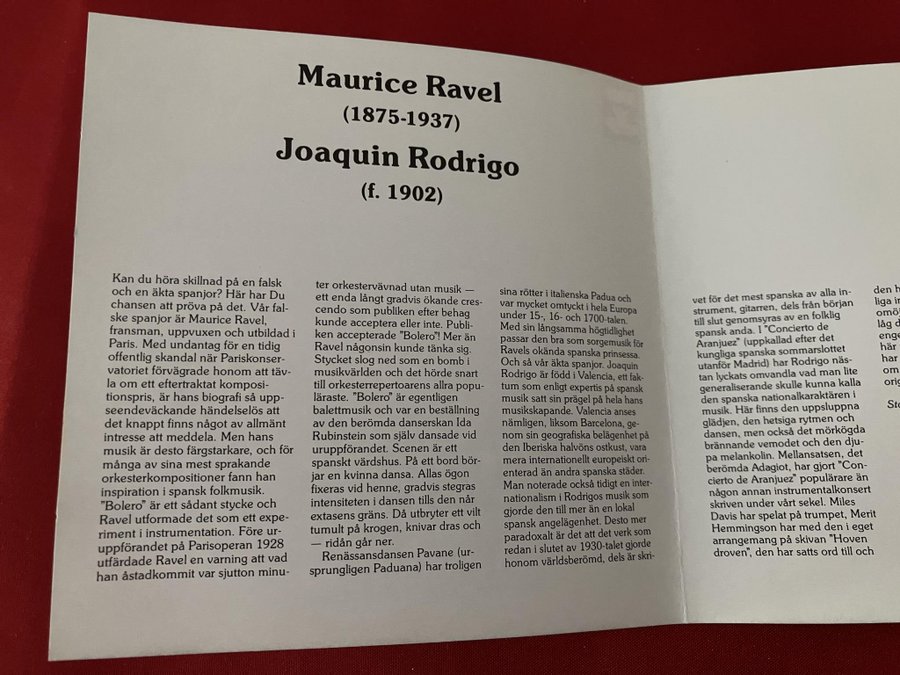 Maurice Ravel
(1875-1937)
Joaquin Rodrigo
(f. 1902)
Kan du höra skillnad på en falsk
och en äkta spanjor? Här har Du
chansen att pröva på det. Vår fal-
ske spanjor är Maurice Ravel,
fransman, uppvuxen och utbildad i
Paris. Med undantag för en tidig
offentlig skandal när Pariskonser-
vatoriet förvägrade honom att täv-
la om ett eftertraktat komposi-
tionspris, är hans biografi så upp-
seendeväckande händelselös att
det knappt finns något av allmänt
intresse att meddela. Men hans
musik är desto färgstarkare, och för
många av sina mest sprakande
orkesterkompositioner fann han
inspiration i spansk folkmusik.
"Bolero" är ett sådant stycke och
Ravel utformade det som ett expe-
riment i instrumentation. Före ur-
uppförandet på Parisoperan 1928
utfärdade Ravel en varning att vad
han åstadkommit var sjutton minu-
ter orkestervävnad utan musik —
ett enda långt gradvis ökande cres-
cendo som publiken efter behag
kunde acceptera eller inte. Publi-
ken accepterade "Bolero"! Mer än
Ravel någonsin kunde tänka sig.
Stycket slog ned som en bomb i
musikvärlden och det hörde snart
till orkesterrepertoarens allra popu-
läraste. "Bolero" är egentligen
balettmusik och var en beställning
av den berömda danserskan Ida
Rubinstein som själv dansade vid
uruppförandet. Scenen är ett
spanskt värdshus. På ett bord bör-
jar en kvinna dansa. Allas ögon
fixeras vid henne, gradvis stegras
intensiteten i dansen tills den når
extasens gräns. Då utbryter ett vilt
tumult på krogen, knivar dras och
— ridån går ner.
Renässansdansen Pavane (ur-
sprungligen Paduana) har troligen
sina rötter i italienska Padua och
var mycket omtyckt i hela Europa
under 15-, 16- och 1700-talen.
Med sin långsamma högtidlighet
passar den bra som sorgemusik för
Ravels okända spanska prinsessa.
Och så vår äkta spanjor. Joaquin
Rodrigo är född i Valencia, ett fak-
tum som enligt expertis på spansk
musik satt sin prägel på hela hans
musikskapande. Valencia anses
nämligen, liksom Barcelona, ge-
nom sin geografiska belägenhet på
den Iberiska halvöns ostkust, vara
mera internationellt europeiskt ori-
enterad än andra spanska städer.
Man noterade också tidigt en inter-
nationalism i Rodrigos musik som
gjorde den till mer än en lokal
spansk angelägenhet. Desto mer
paradoxalt är det att det verk som
redan i slutet av 1930-talet gjorde
honom världsberömd, dels är skri-
vet för det mest spanska av alla in-
strument, gitarren, dels från början
till slut genomsyras av en folklig
spansk anda. I "Concierto de
Aranjuez" (uppkallad efter det
kungliga spanska sommarslottet
utanför Madrid) har Rodrigo näs-
tan lyckats omvandla vad man lite
generaliserande skulle kunna kalla
den spanska nationalkaraktären i
musik. Här finns den uppsluppna
glädjen, den hetsiga rytmen och
dansen, men också det mörkögda
brännande vemodet och den dju-
pa melankolin. Mellansatsen, det
berömda Adagiot, har gjort "Con-
cierto de Aranjuez" populärare än
någon annan instrumentalkonsert
skriven under vårt sekel. Miles
Davis har spelat på trumpet, Merit
Hemmingson har med den i eget
arrangemang på skivan "Hoven
droven", den har satts ord till och
den h
liga in
omöj
låg d
enge
här
här
om
orig
Ste